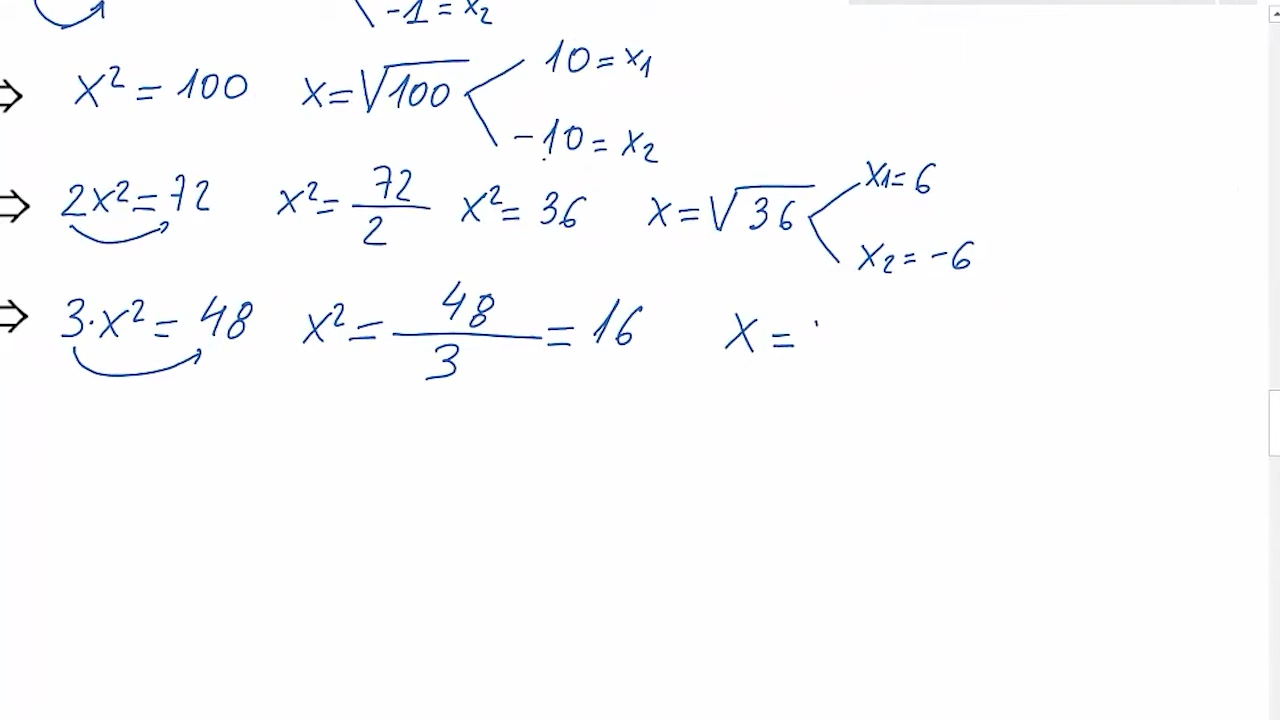 -1 = x₂
⇒ x² = 100 x = √100 10 = x₁
-10 = x₂
⇒ 2x² = 72 x² = 72/2 x² = 36 x = √36 x₁ = 6
x₂ = -6
⇒ 3·x² = 48 x² = 48/3 = 16 x =